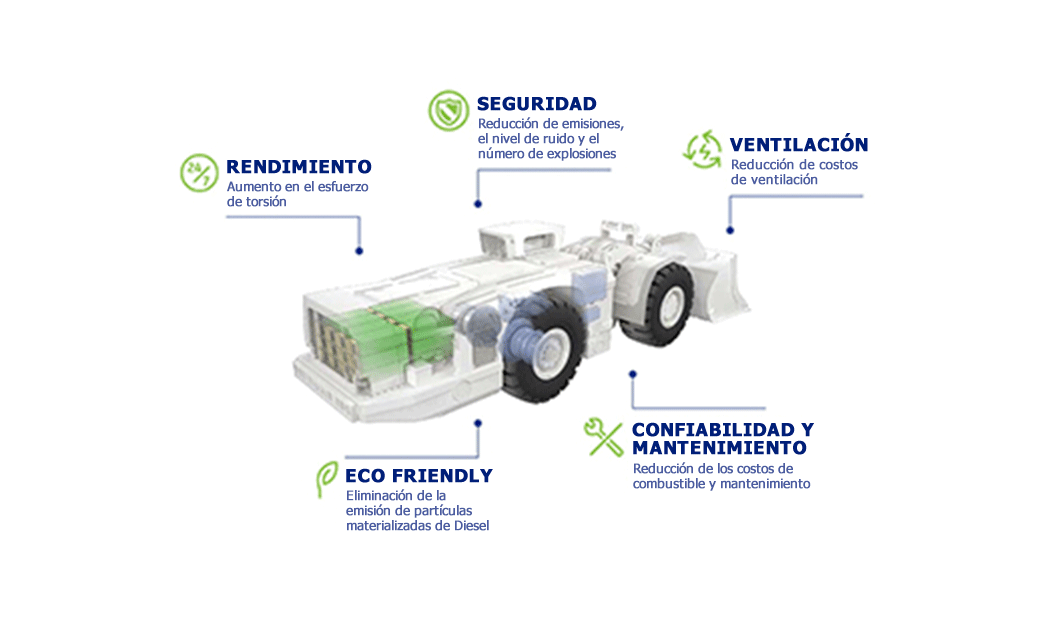 SEGURIDAD
Reducción de emisiones,
el nivel de ruido y el
número de explosiones
VENTILACIÓN
Reducción de costos
de ventilación
24/7
RENDIMIENTO
Aumento en el esfuerzo
de torsión
CONFIABILIDAD Y
MANTENIMIENTO
Reducción de los costos de
combustible y mantenimiento
ECO FRIENDLY
Eliminación de la
emisión de partículas
materializadas de Diesel